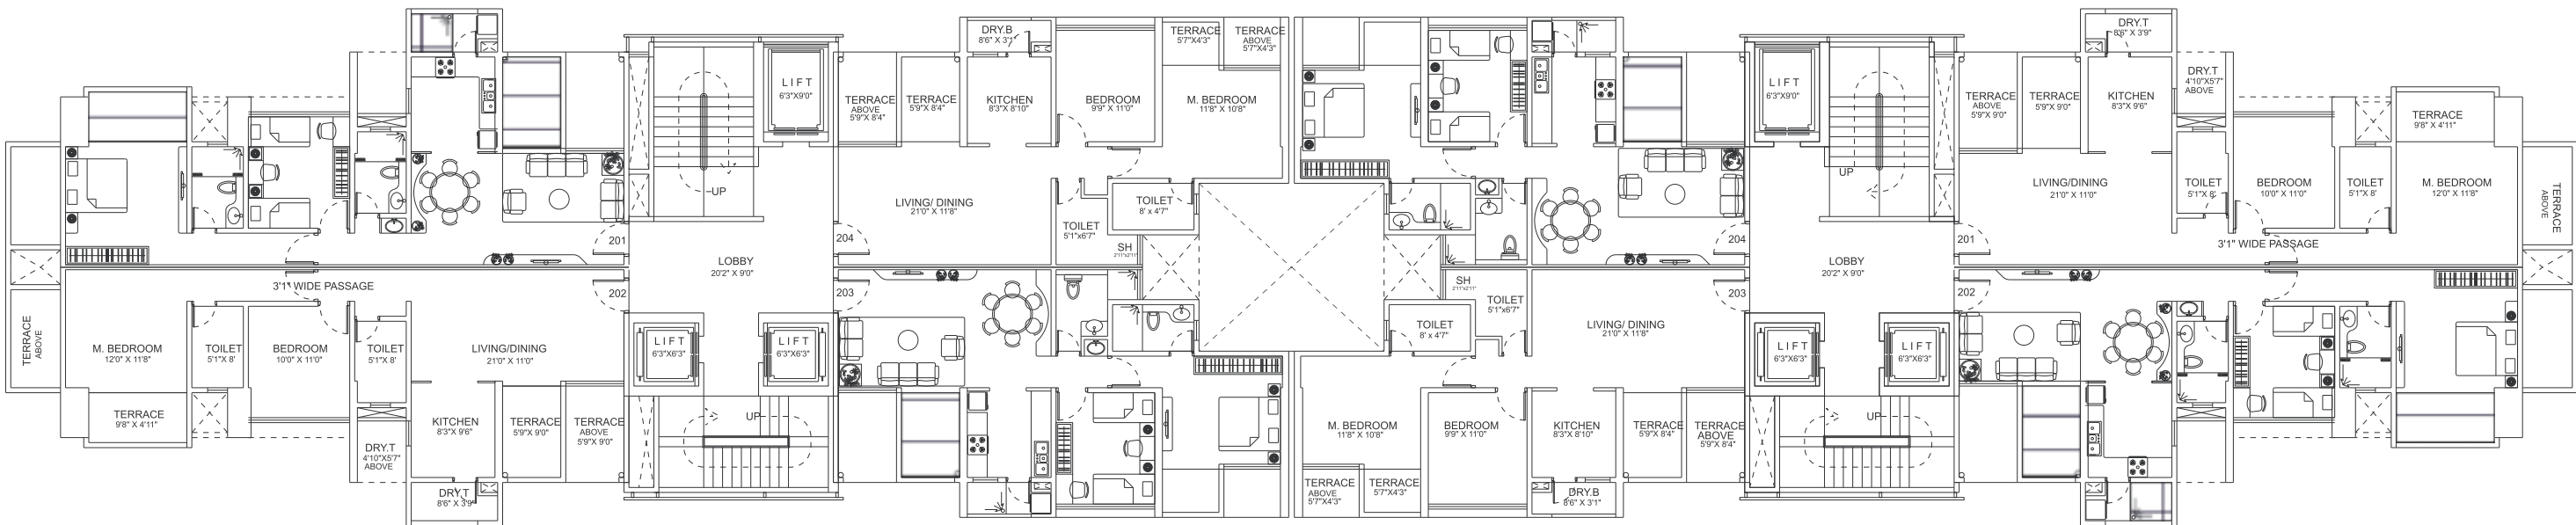 DRY.B
8'6" X 3'1"
TERRACE
5'7"X4'3"
TERRACE
ABOVE
5'7"X4'3"
DRY.T
8'6" X 3'9"
LIFT
6'3"X9'0"
TERRACE
ABOVE
5'9"X 8'4"
TERRACE
5'9"X 8'4"
KITCHEN
8'3"X 8'10"
BEDROOM
9'9" X 11'0"
M. BEDROOM
11'8" X 10'8"
LIFT
6'3"X9'0"
TERRACE
ABOVE
5'9"X 9'0"
TERRACE
5'9"X 9'0"
KITCHEN
8'3"X 9'6"
DRY.T
4'10"X5'7"
ABOVE
TERRACE
9'8" X 4'11"
UP
UP
LIVING/ DINING
21'0" X 11'8"
TOILET
5'1"x6'7"
TOILET
8' x 4'7"
SH
2'11"x2'11"
LIVING/DINING
21'0" X 11'0"
TOILET
5'1"X 8'
BEDROOM
10'0" X 11'0"
TOILET
5'1"X 8'
M. BEDROOM
12'0" X 11'8"
TERRACE
ABOVE
201
204
204
201
3'1" WIDE PASSAGE
LOBBY
20'2" X 9'0"
LOBBY
20'2" X 9'0"
3'1" WIDE PASSAGE
202
203
203
202
SH
2'11"x2'11"
TOILET
5'1"x6'7"
TERRACE
ABOVE
M. BEDROOM
12'0" X 11'8"
TOILET
5'1"X 8'
BEDROOM
10'0" X 11'0"
TOILET
5'1"X 8'
LIVING/DINING
21'0" X 11'0"
LIFT
6'3"X6'3"
LIFT
6'3"X6'3"
TOILET
8' x 4'7"
LIVING/ DINING
21'0" X 11'8"
LIFT
6'3"X6'3"
LIFT
6'3"X6'3"
TERRACE
9'8" X 4'11"
DRY.T
4'10"X5'7"
ABOVE
KITCHEN
8'3"X 9'6"
TERRACE
5'9"X 9'0"
TERRACE
ABOVE
5'9"X 9'0"
UP
M. BEDROOM
11'8" X 10'8"
BEDROOM
9'9" X 11'0"
KITCHEN
8'3"X 8'10"
TERRACE
5'9"X 8'4"
TERRACE
ABOVE
5'9"X 8'4"
UP
DRY.T
8'6" X 3'9"
TERRACE
ABOVE
5'7"X4'3"
TERRACE
5'7"X4'3"
DRY.B
8'6" X 3'1"